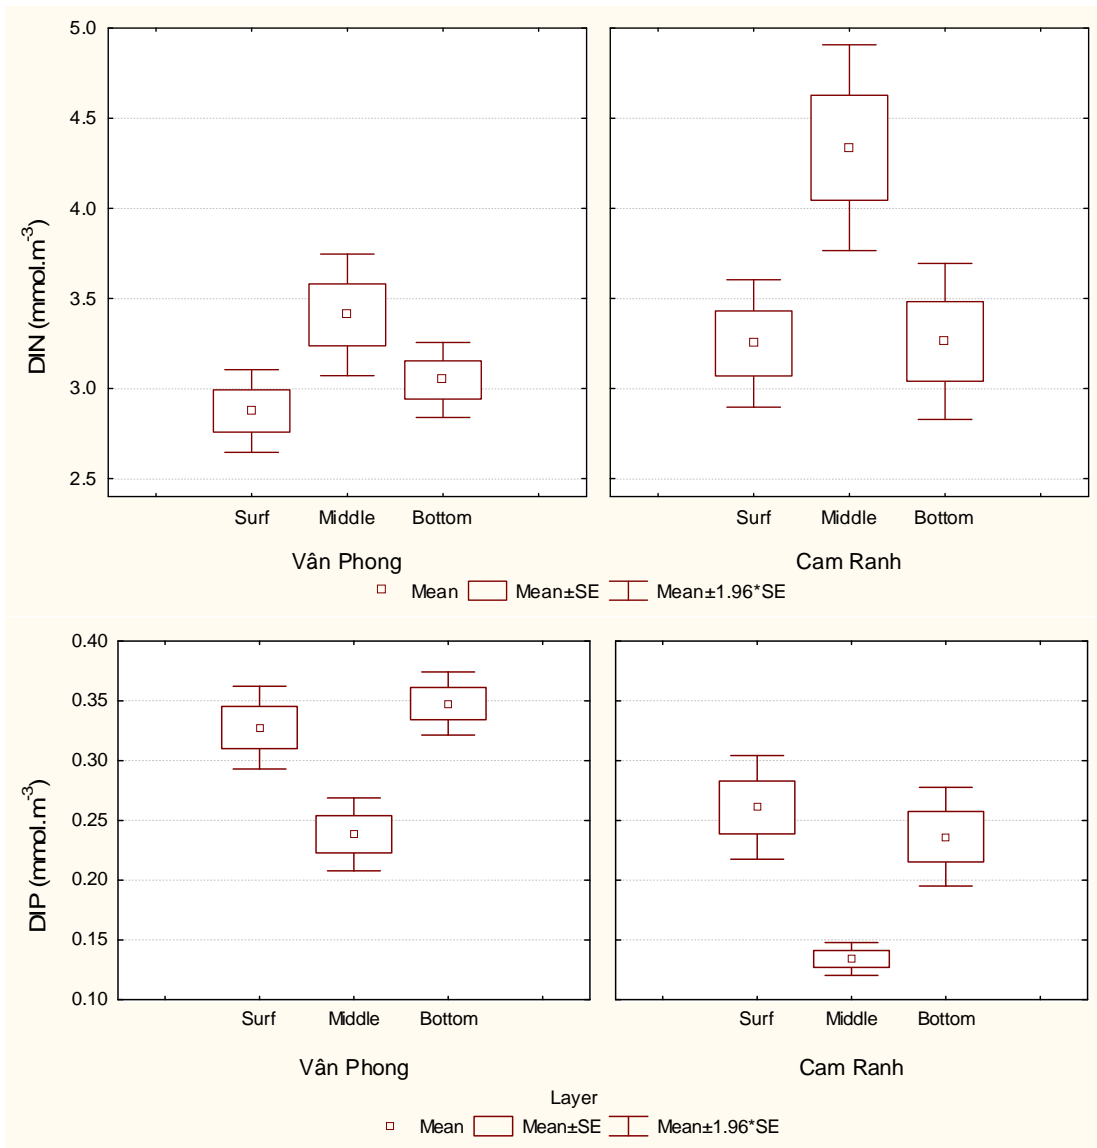 DIN (mmol.m-3)
5.0
4.5
4.0
3.5
3.0
2.5
Surf Middle Bottom Surf Middle Bottom
Vân Phong Cam Ranh
Mean Mean±SE Mean±1.96*SE
DIP (mmol.m-3)
0.40
0.35
0.30
0.25
0.20
0.15
0.10
Surf Middle Bottom Surf Middle Bottom
Vân Phong Cam Ranh
Layer
Mean Mean±SE Mean±1.96*SE